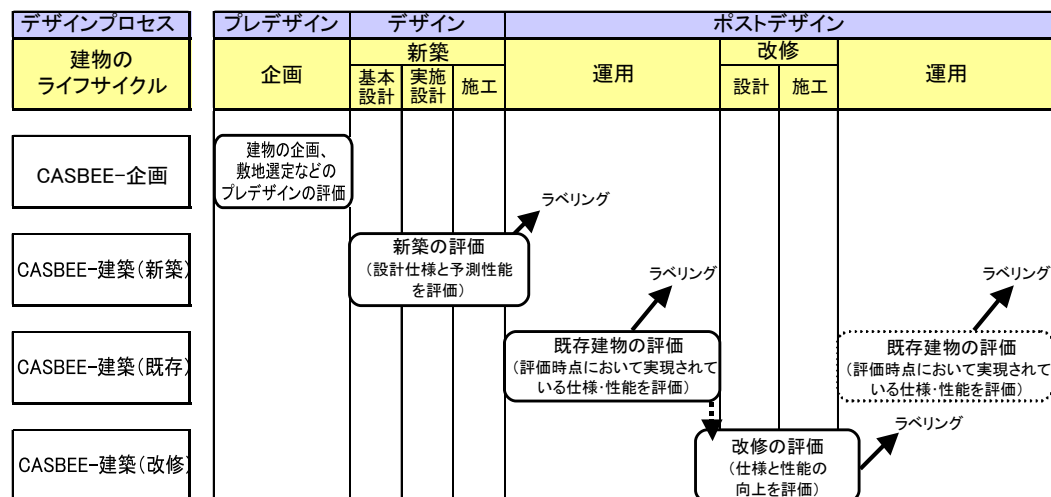 デザインプロセス
プレデザイン
デザイン
ポストデザイン
建物の
ライフサイクル
企画
新築
基本
設計
実施
設計
施工
運用
改修
設計
施工
運用
CASBEE-企画
建物の企画、
敷地選定などの
プレデザインの評価
ラベリング
CASBEE-建築(新築)
新築の評価
(設計仕様と予測性能
を評価)
ラベリング
ラベリング
CASBEE-建築(既存)
既存建物の評価
(評価時点において実現されて
いる仕様・性能を評価)
既存建物の評価
(評価時点において実現されて
いる仕様・性能を評価)
ラベリング
CASBEE-建築(改修)
改修の評価
(仕様と性能の
向上を評価)